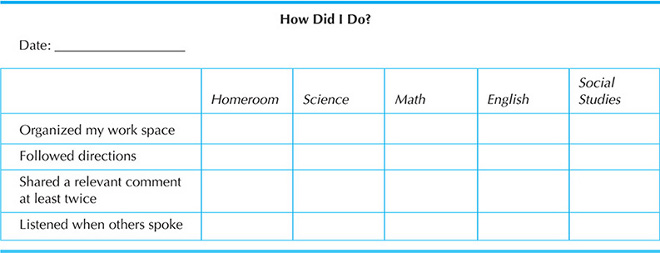 How Did I Do?
Date:
Homeroom Science Math English Social Studies
Organized my work space
Followed directions
Shared a relevant comment
at least twice
Listened when others spoke